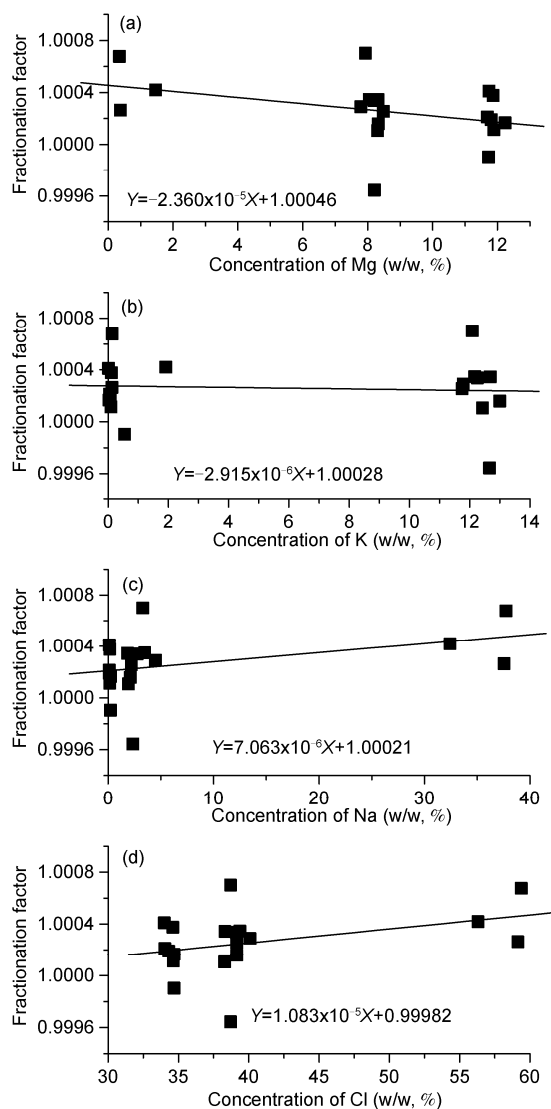 (a)
1.0008
1.0004
1.0000
0.9996
Fractionation factor
Y=−2.360x10⁻⁵X+1.00046
0 2 4 6 8 10 12
Concentration of Mg (w/w, %)
(b)
1.0008
1.0004
1.0000
0.9996
Fractionation factor
Y=−2.915x10⁻⁶X+1.00028
0 2 4 6 8 10 12 14
Concentration of K (w/w, %)
(c)
1.0008
1.0004
1.0000
0.9996
Fractionation factor
Y=7.063x10⁻⁶X+1.00021
0 10 20 30 40
Concentration of Na (w/w, %)
(d)
1.0008
1.0004
1.0000
0.9996
Fractionation factor
Y=1.083x10⁻⁵X+0.99982
30 35 40 45 50 55 60
Concentration of Cl (w/w, %)